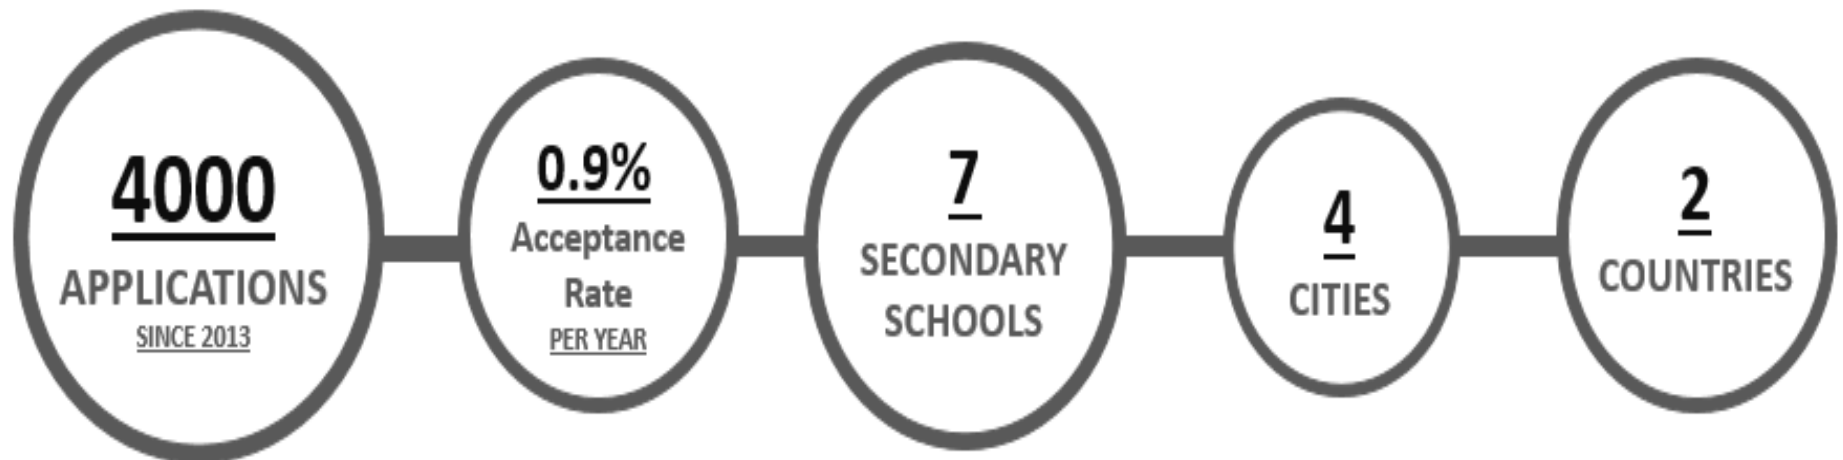 4000
APPLICATIONS
SINCE 2013
0.9%
Acceptance
Rate
PER YEAR
7
SECONDARY
SCHOOLS
4
CITIES
2
COUNTRIES